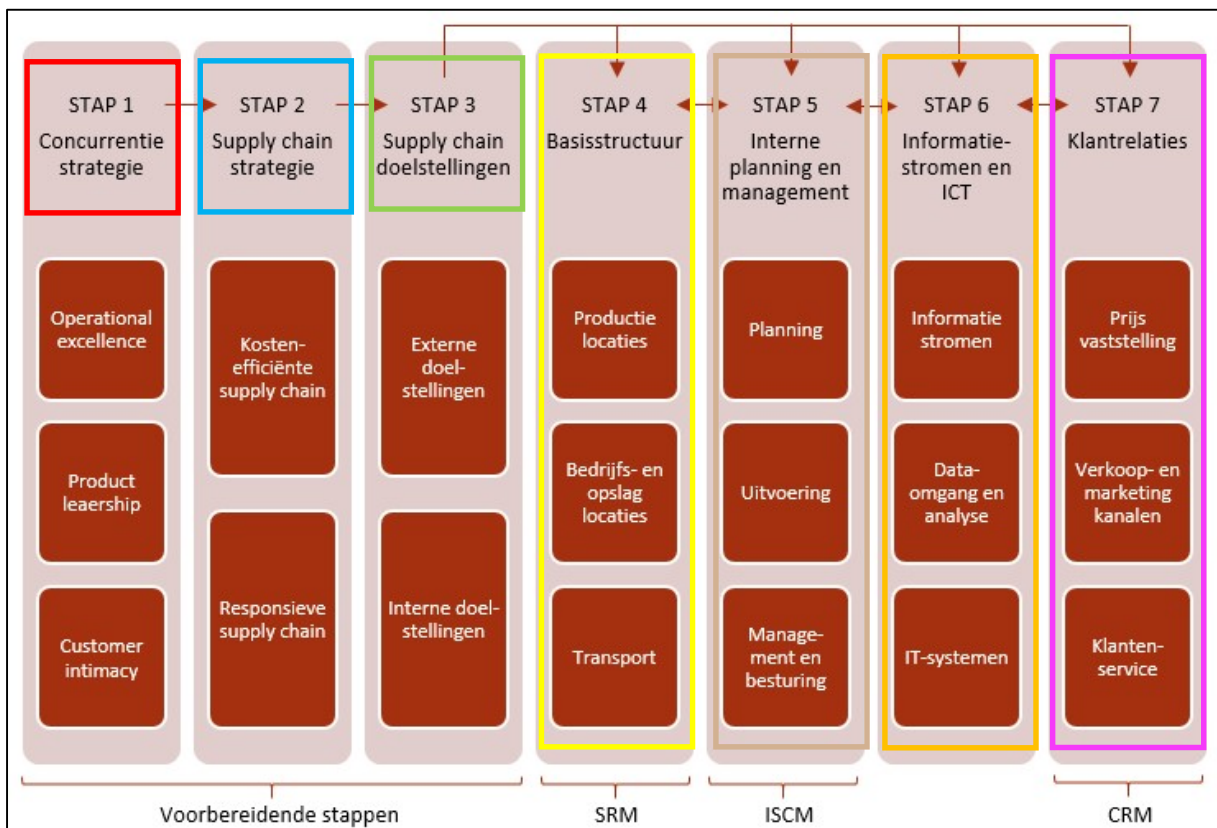 STAP 1
Concurrentie
strategie
Operational
excellence
Product
leaership
Customer
intimacy
STAP 2
Supply chain
strategie
Kosten-
efficiënte
supply chain
Responsieve
supply chain
STAP 3
Supply chain
doelstellingen
Externe
doel-
stellingen
Interne doel-
stellingen
STAP 4
Basisstructuur
Productie
locaties
Bedrijfs- en
opslag
locaties
Transport
STAP 5
Interne
planning en
management
Planning
Uitvoering
Manage-
ment en
besturing
STAP 6
Informatie-
stromen en
ICT
Informatie
stromen
Data-
omgang en
analyse
IT-systemen
STAP 7
Klantrelaties
Prijs
vaststelling
Verkoop- en
marketing
kanalen
Klanten-
service
Voorbereidende stappen
SRM
ISCM
CRM